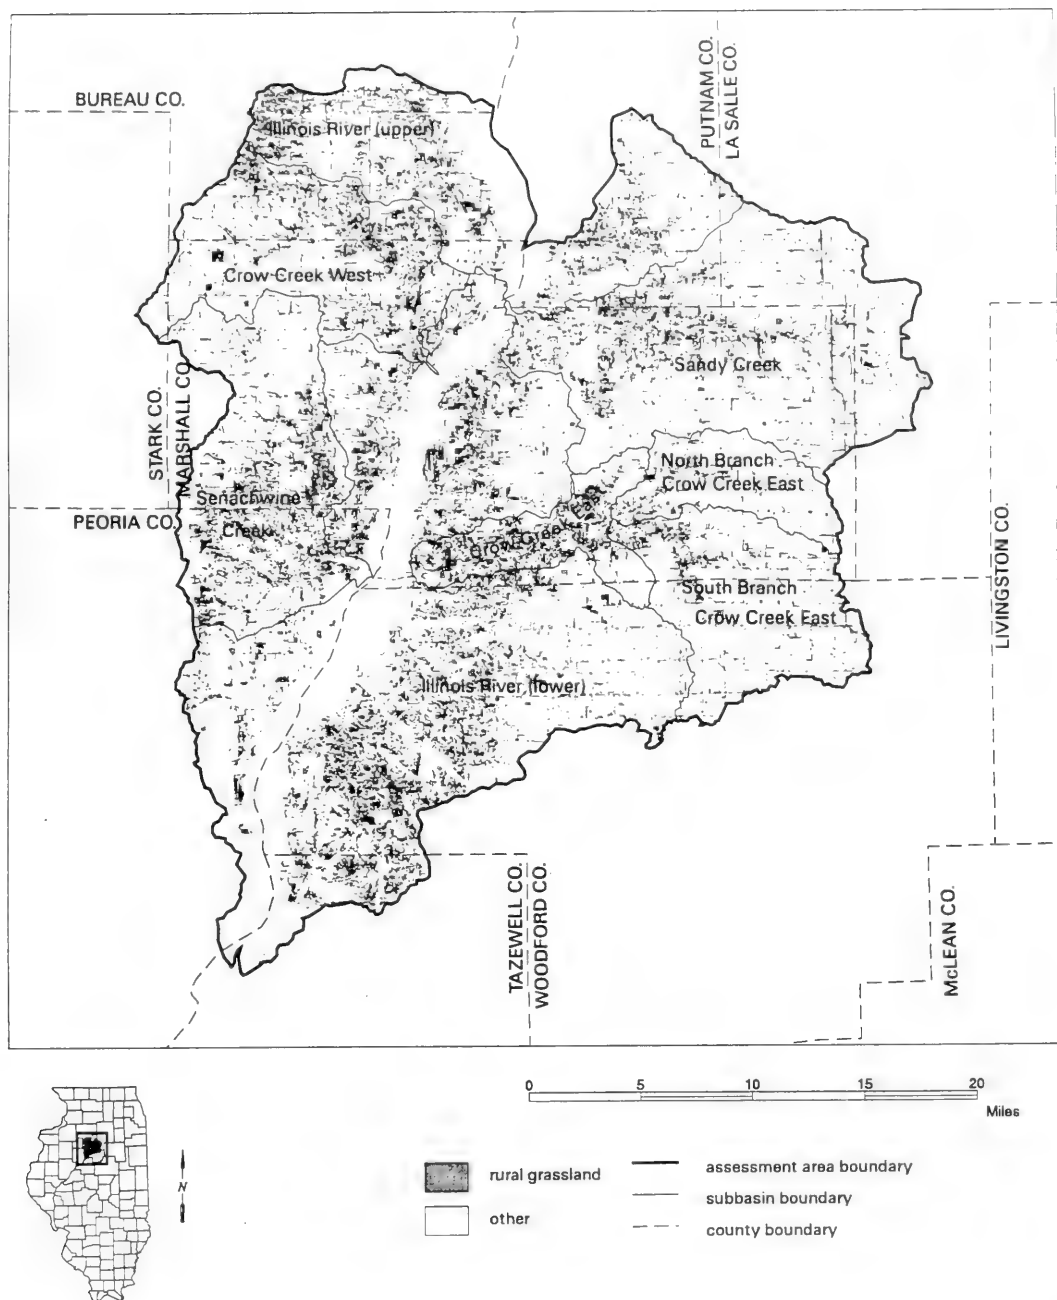 BUREAU CO.
PUTNAM CO.
LA SALLE CO.
Illinois River (upper)
Crow Creek West
Sandy Creek
STARK CO.
MARSHALL CO.
North Branch
Crow Creek East
Senachwine
Creek
PEORIA CO.
Crow Creek East
LIVINGSTON CO.
South Branch
Crow Creek East
Illinois River (lower)
TAZEWELL CO.
WOODFORD CO.
McLEAN CO.
0 5 10 15 20
Miles
N
rural grassland
other
assessment area boundary
subbasin boundary
county boundary